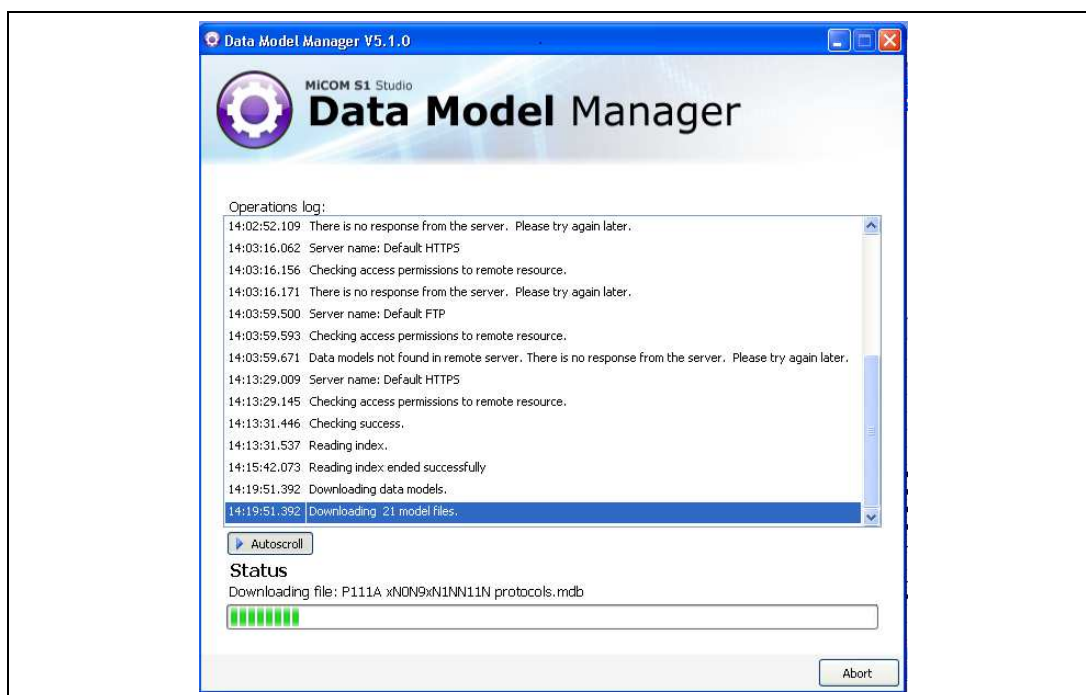 Data Model Manager V5.1.0
MiCOM S1 Studio
Data Model Manager
Operations log:
14:02:52.109 There is no response from the server. Please try again later.
14:03:16.062 Server name: Default HTTPS
14:03:16.156 Checking access permissions to remote resource.
14:03:16.171 There is no response from the server. Please try again later.
14:03:59.500 Server name: Default FTP
14:03:59.593 Checking access permissions to remote resource.
14:03:59.671 Data models not found in remote server. There is no response from the server. Please try again later.
14:13:29.009 Server name: Default HTTPS
14:13:29.145 Checking access permissions to remote resource.
14:13:31.446 Checking success.
14:13:31.537 Reading index.
14:15:42.073 Reading index ended successfully
14:19:51.392 Downloading data models.
14:19:51.392 Downloading 21 model files.
Autoscroll
Status
Downloading file: P111A xN0N9xN1NN11N protocols.mdb
Abort